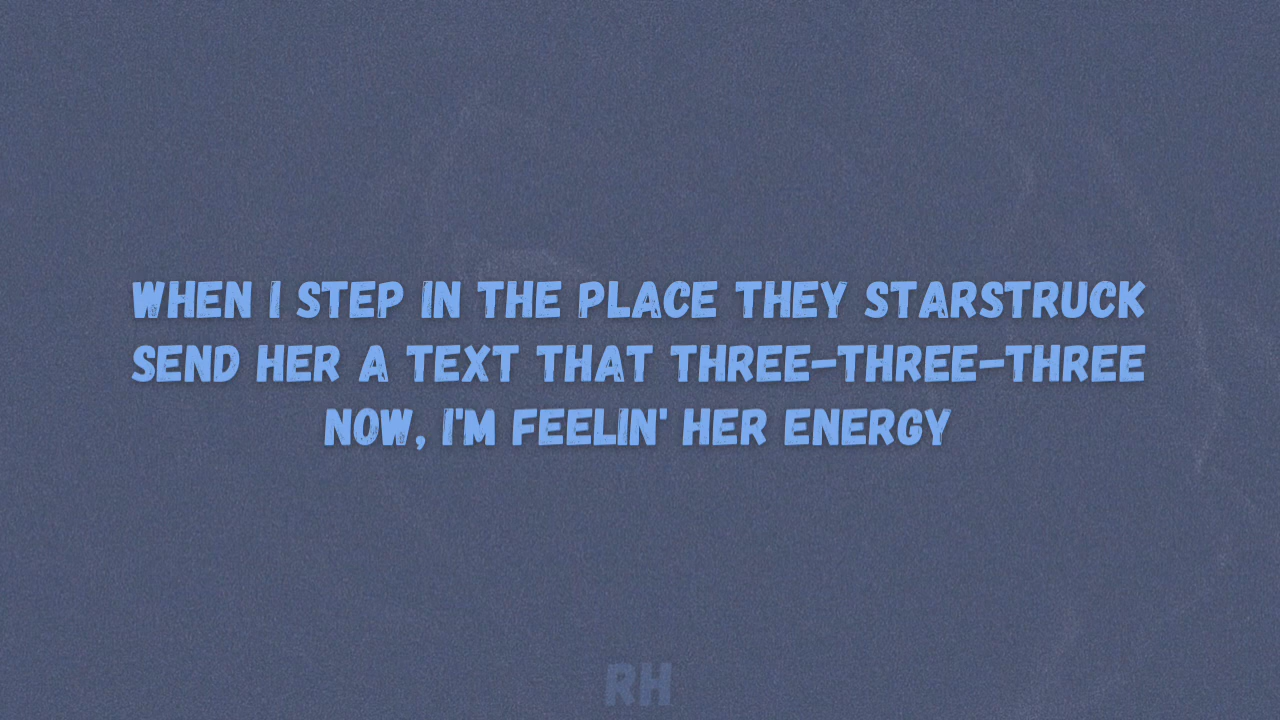 WHEN I STEP IN THE PLACE THEY STARSTRUCK
SEND HER A TEXT THAT THREE-THREE-THREE
NOW, I'M FEELIN' HER ENERGY
RH